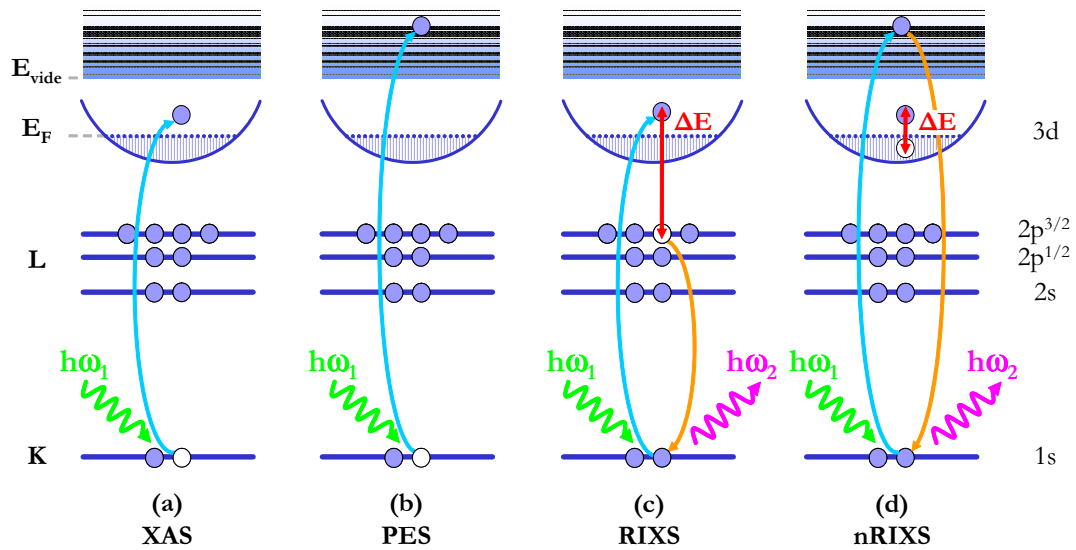 E_vide
E_F
ΔE
ΔE
3d
2p^3/2
L
2p^1/2
2s
hω₁
hω₁
hω₁
hω₂
hω₁
hω₂
K
1s
(a)
(b)
(c)
(d)
XAS
PES
RIXS
nRIXS